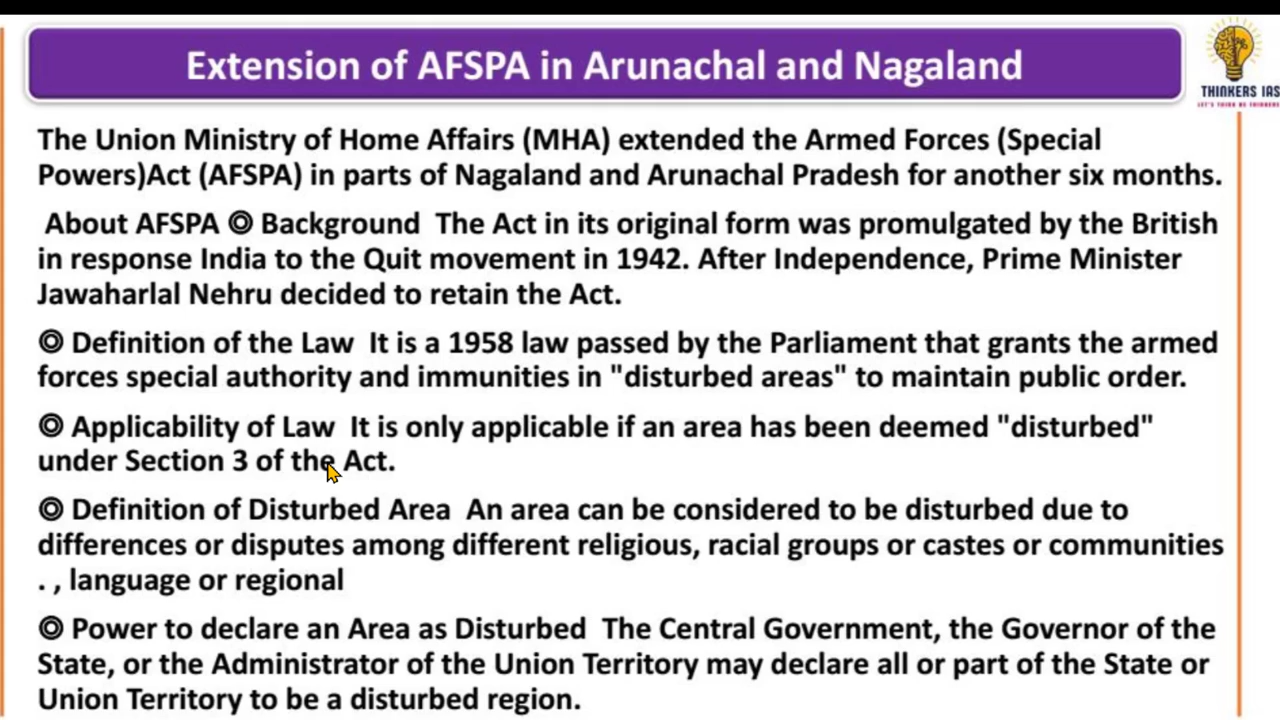 Extension of AFSPA in Arunachal and Nagaland
THINKERS IAS
LET'S THINK BE THINKERS
The Union Ministry of Home Affairs (MHA) extended the Armed Forces (Special
Powers)Act (AFSPA) in parts of Nagaland and Arunachal Pradesh for another six months.
About AFSPA ◎ Background The Act in its original form was promulgated by the British
in response India to the Quit movement in 1942. After Independence, Prime Minister
Jawaharlal Nehru decided to retain the Act.
◎ Definition of the Law It is a 1958 law passed by the Parliament that grants the armed
forces special authority and immunities in "disturbed areas" to maintain public order.
◎ Applicability of Law It is only applicable if an area has been deemed "disturbed"
under Section 3 of the Act.
◎ Definition of Disturbed Area An area can be considered to be disturbed due to
differences or disputes among different religious, racial groups or castes or communities
. , language or regional
◎ Power to declare an Area as Disturbed The Central Government, the Governor of the
State, or the Administrator of the Union Territory may declare all or part of the State or
Union Territory to be a disturbed region.